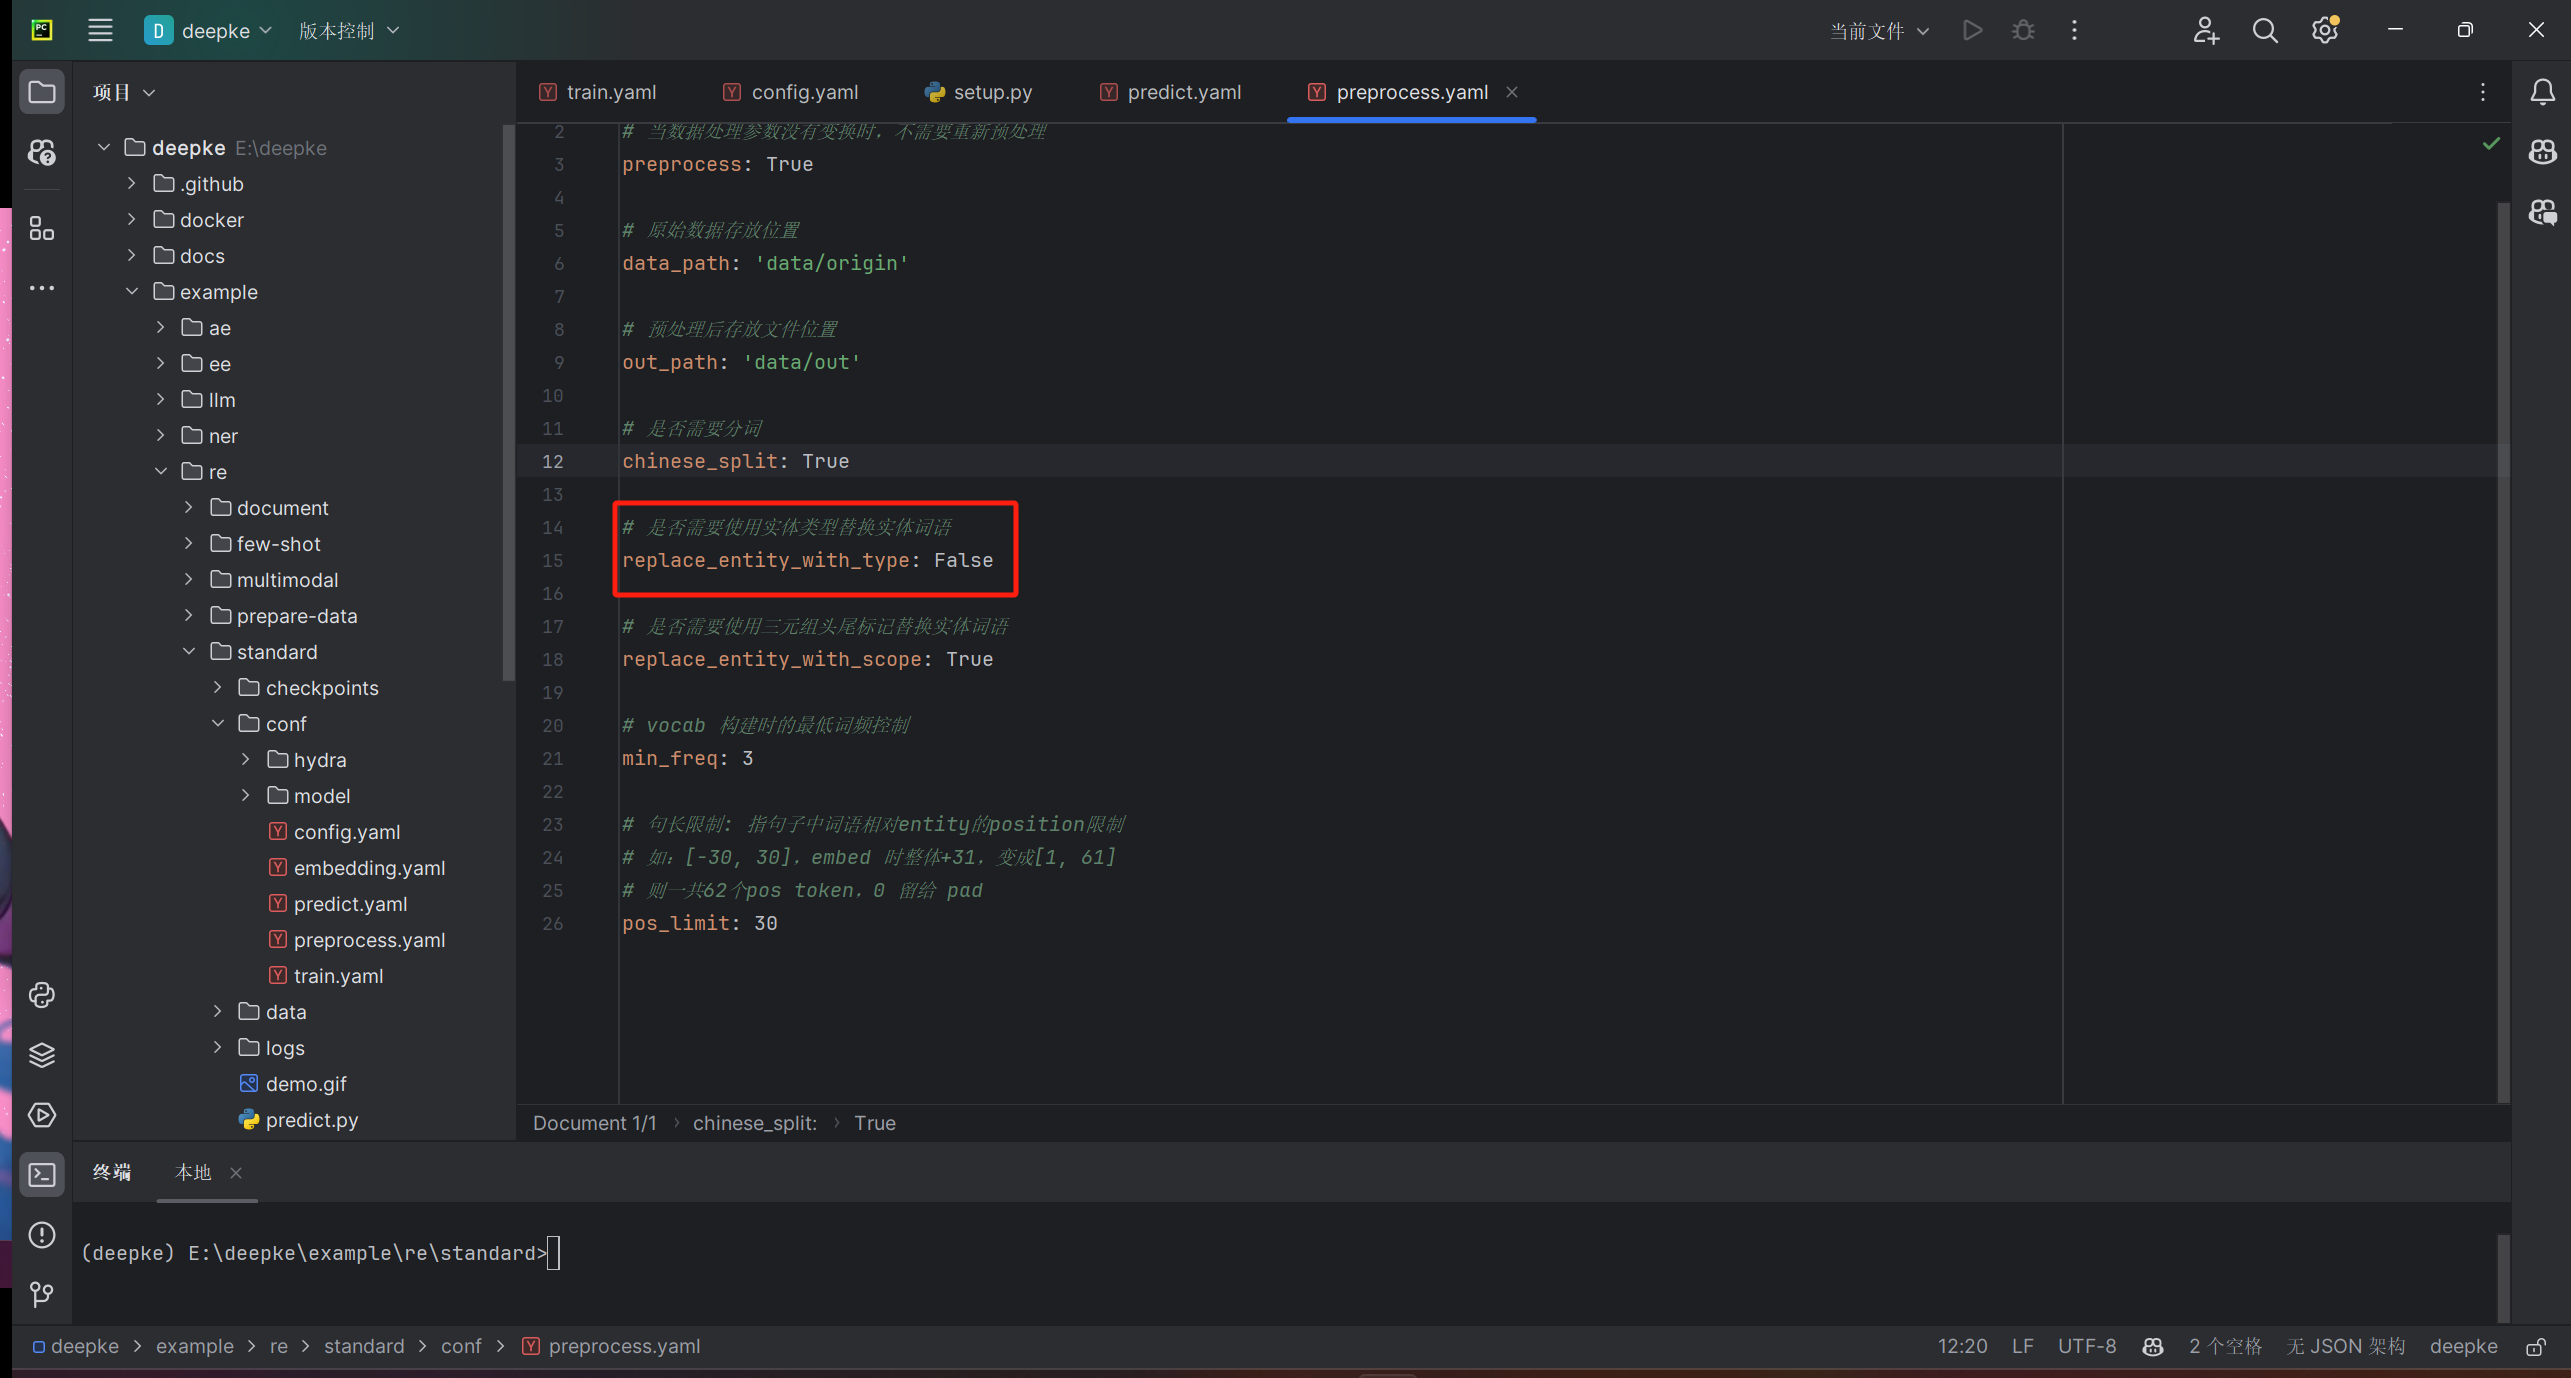 D deepke 版本控制 当前文件
项目
deepke E:\deepke
.github
docker
docs
example
ae
ee
llm
ner
re
document
few-shot
multimodal
prepare-data
standard
checkpoints
conf
hydra
model
config.yaml
embedding.yaml
predict.yaml
preprocess.yaml
train.yaml
data
logs
demo.gif
predict.py
train.yaml config.yaml setup.py predict.yaml preprocess.yaml
2 # 当数据处理参数没有变换时，不需要重新预处理
3 preprocess: True
4
5 # 原始数据存放位置
6 data_path: 'data/origin'
7
8 # 预处理后存放文件位置
9 out_path: 'data/out'
10
11 # 是否需要分词
12 chinese_split: True
13
14 # 是否需要使用实体类型替换实体词语
15 replace_entity_with_type: False
16
17 # 是否需要使用三元组头尾标记替换实体词语
18 replace_entity_with_scope: True
19
20 # vocab 构建时的最低词频控制
21 min_freq: 3
22
23 # 句长限制: 指句子中词语相对entity的position限制
24 # 如：[-30, 30]，embed 时整体+31，变成[1, 61]
25 # 则一共62个pos token，0 留给 pad
26 pos_limit: 30
Document 1/1 › chinese_split: › True
终端 本地
(deepke) E:\deepke\example\re\standard>
deepke > example > re > standard > conf > preprocess.yaml 12:20 LF UTF-8 2 个空格 无 JSON 架构 deepke